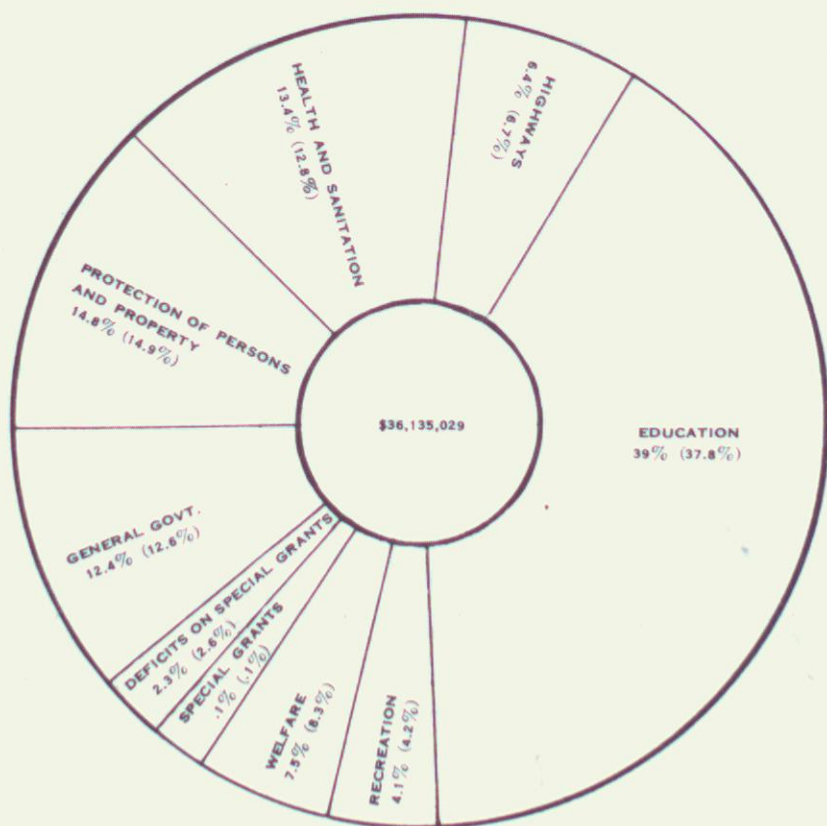 HIGHWAYS
6.4% (6.7%)
HEALTH AND SANITATION
13.4% (12.8%)
PROTECTION OF PERSONS
AND PROPERTY
14.8% (14.9%)
$36,135,029
EDUCATION
39% (37.8%)
GENERAL GOVT.
12.4% (12.6%)
DEFICITS ON SPECIAL GRANTS
2.3% (2.6%)
SPECIAL GRANTS
.1% (.1%)
WELFARE
7.5% (8.3%)
RECREATION
4.1% (4.2%)